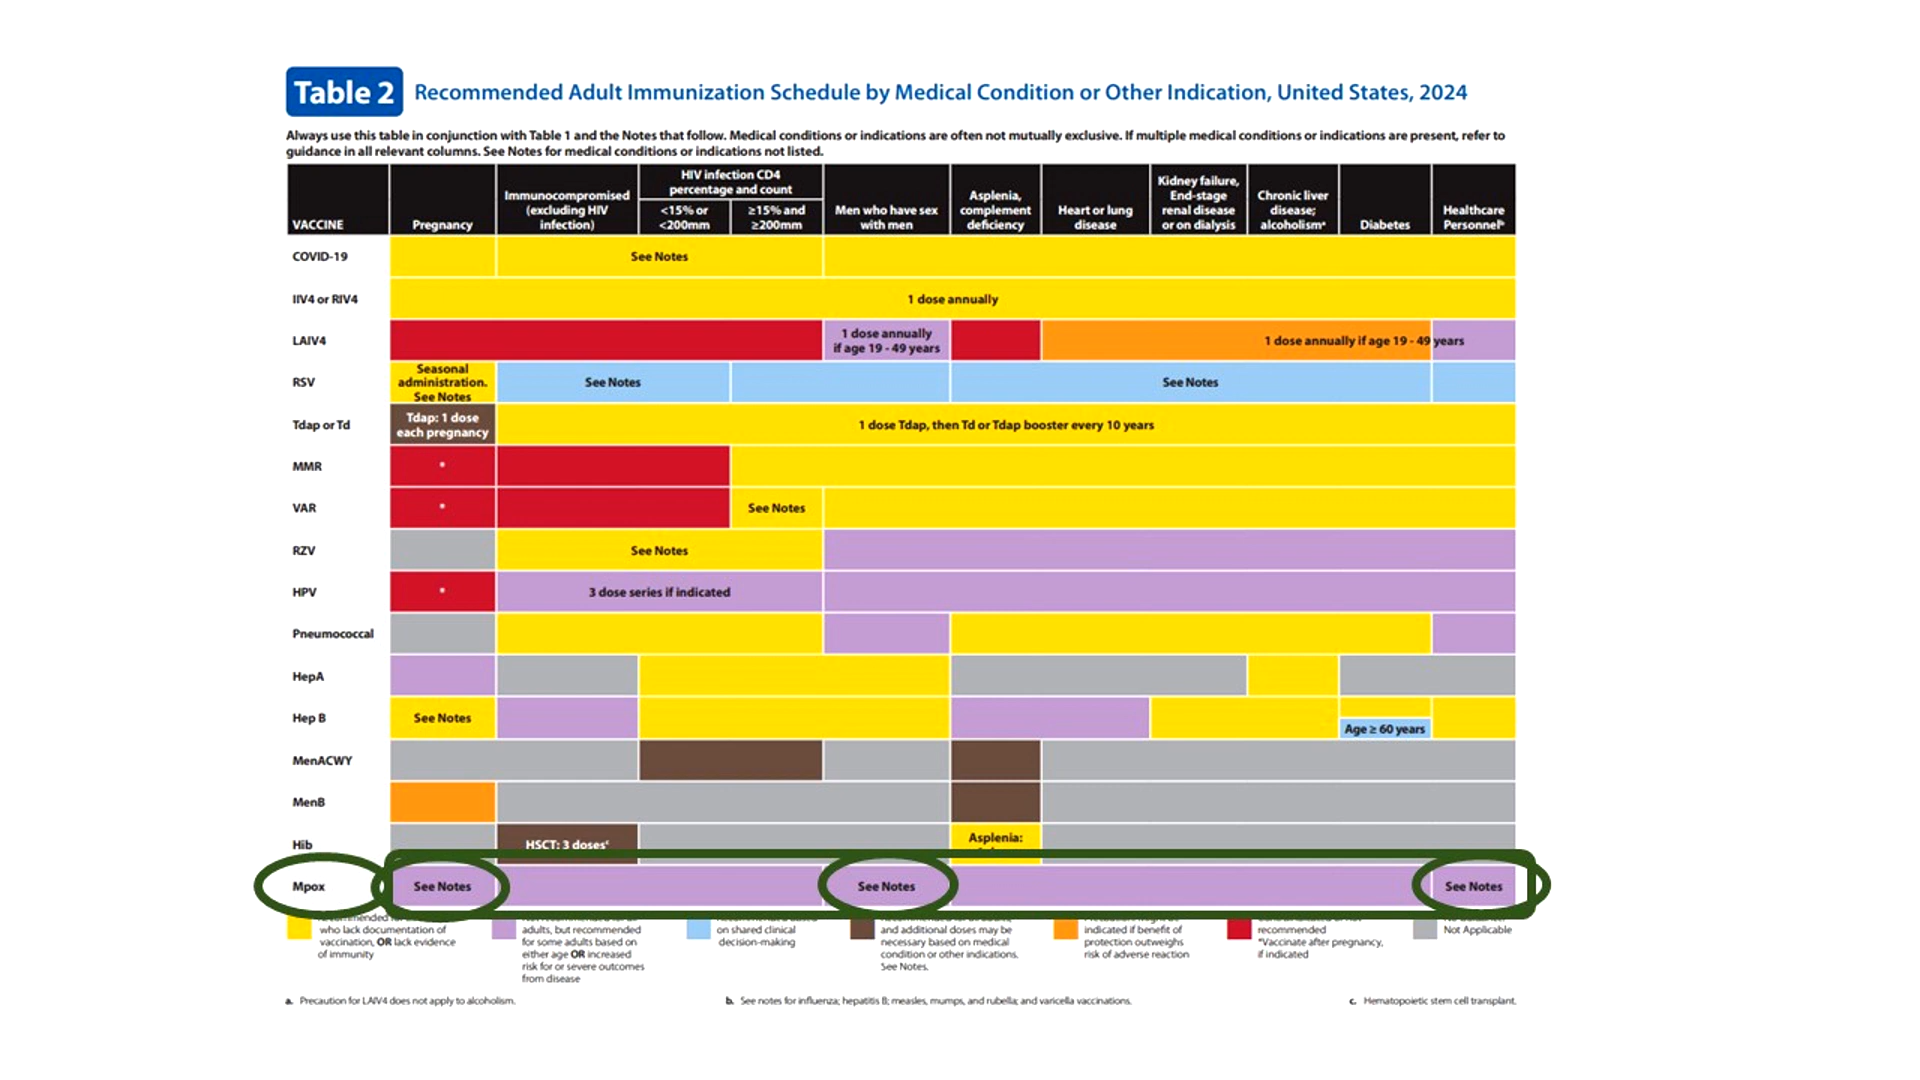 Table 2 Recommended Adult Immunization Schedule by Medical Condition or Other Indication, United States, 2024
Always use this table in conjunction with Table 1 and the Notes that follow. Medical conditions or indications are often not mutually exclusive. If multiple medical conditions or indications are present, refer to
guidance in all relevant columns. See Notes for medical conditions or indications not listed.
VACCINE
Pregnancy
Immunocompromised
(excluding HIV
infection)
HIV infection CD4
percentage and count
<15% or
<200mm
≥15% and
≥200mm
Men who have sex
with men
Asplenia,
complement
deficiency
Heart or lung
disease
Kidney failure,
End-stage
renal disease
or on dialysis
Chronic liver
disease;
alcoholismᵃ
Diabetes
Healthcare
Personnelᵇ
COVID-19
See Notes
IIV4 or RIV4
1 dose annually
LAIV4
1 dose annually
if age 19 - 49 years
1 dose annually if age 19 - 49 years
RSV
Seasonal
administration.
See Notes
See Notes
See Notes
Tdap or Td
Tdap: 1 dose
each pregnancy
1 dose Tdap, then Td or Tdap booster every 10 years
MMR
*
VAR
*
See Notes
RZV
See Notes
HPV
*
3 dose series if indicated
Pneumococcal
HepA
Hep B
See Notes
Age ≥ 60 years
MenACWY
MenB
Hib
HSCT: 3 dosesᶜ
Asplenia:
Mpox
See Notes
See Notes
See Notes
who lack documentation of
vaccination, OR lack evidence
of immunity
adults, but recommended
for some adults based on
either age OR increased
risk for or severe outcomes
from disease
on shared clinical
decision-making
and additional doses may be
necessary based on medical
condition or other indications.
See Notes.
indicated if benefit of
protection outweighs
risk of adverse reaction
recommended
*Vaccinate after pregnancy,
if indicated
Not Applicable
a. Precaution for LAIV4 does not apply to alcoholism.
b. See notes for influenza; hepatitis B; measles, mumps, and rubella; and varicella vaccinations.
c. Hematopoietic stem cell transplant.